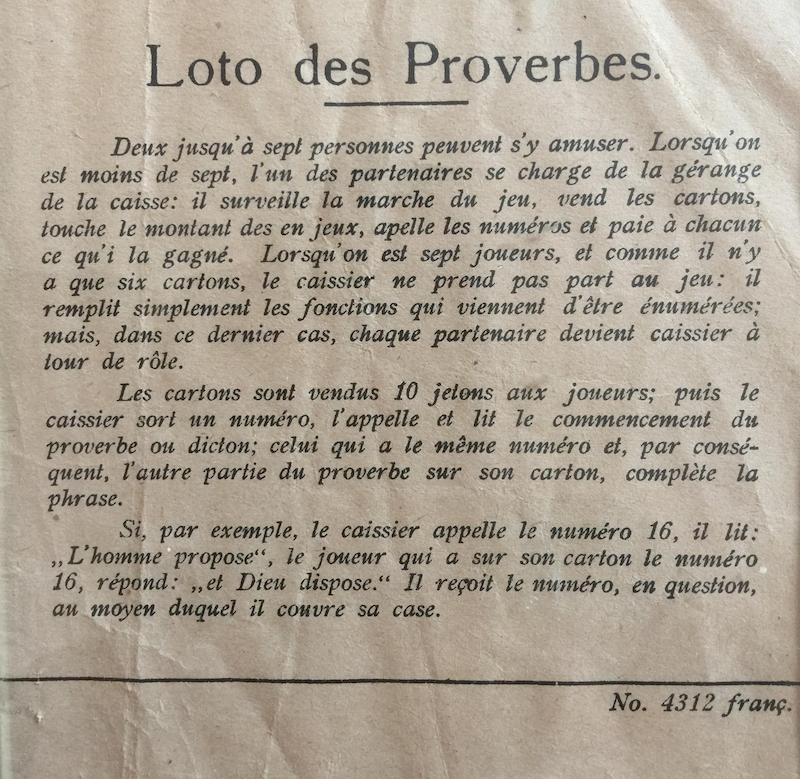 Loto des Proverbes.
Deux jusqu'à sept personnes peuvent s'y amuser. Lorsqu'on
est moins de sept, l'un des partenaires se charge de la gérange
de la caisse: il surveille la marche du jeu, vend les cartons,
touche le montant des en jeux, apelle les numéros et paie à chacun
ce qu'i la gagné. Lorsqu'on est sept joueurs, et comme il n'y
a que six cartons, le caissier ne prend pas part au jeu: il
remplit simplement les fonctions qui viennent d'être énumérées;
mais, dans ce dernier cas, chaque partenaire devient caissier à
tour de rôle.
Les cartons sont vendus 10 jetons aux joueurs; puis le
caissier sort un numéro, l'appelle et lit le commencement du
proverbe ou dicton; celui qui a le même numéro et, par consé-
quent, l'autre partie du proverbe sur son carton, complète la
phrase.
Si, par exemple, le caissier appelle le numéro 16, il lit:
„L'homme propose“, le joueur qui a sur son carton le numéro
16, répond: „et Dieu dispose.“ Il reçoit le numéro, en question,
au moyen duquel il couvre sa case.
No. 4312 franç.